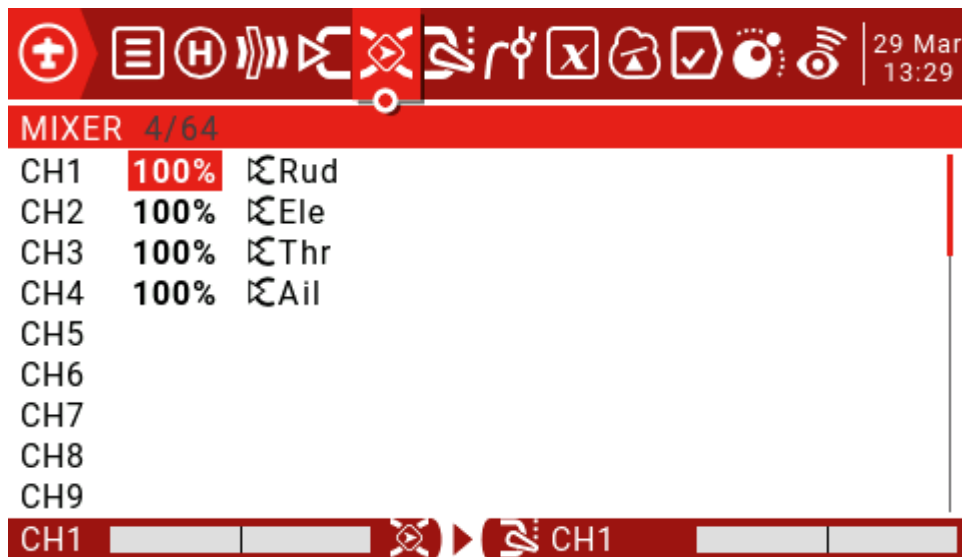 29 Mar
13:29
MIXER 4/64
CH1 100% Rud
CH2 100% Ele
CH3 100% Thr
CH4 100% Ail
CH5
CH6
CH7
CH8
CH9
CH1 CH1